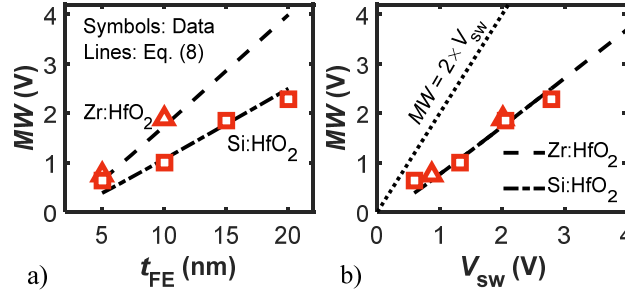 Symbols: Data
Lines: Eq. (8)
Zr:HfO2
Si:HfO2
MW (V)
4
3
2
1
0
5
10
15
20
tFE (nm)
a)
MW = 2× Vsw
Zr:HfO2
Si:HfO2
MW (V)
4
3
2
1
0
0
1
2
3
4
Vsw (V)
b)